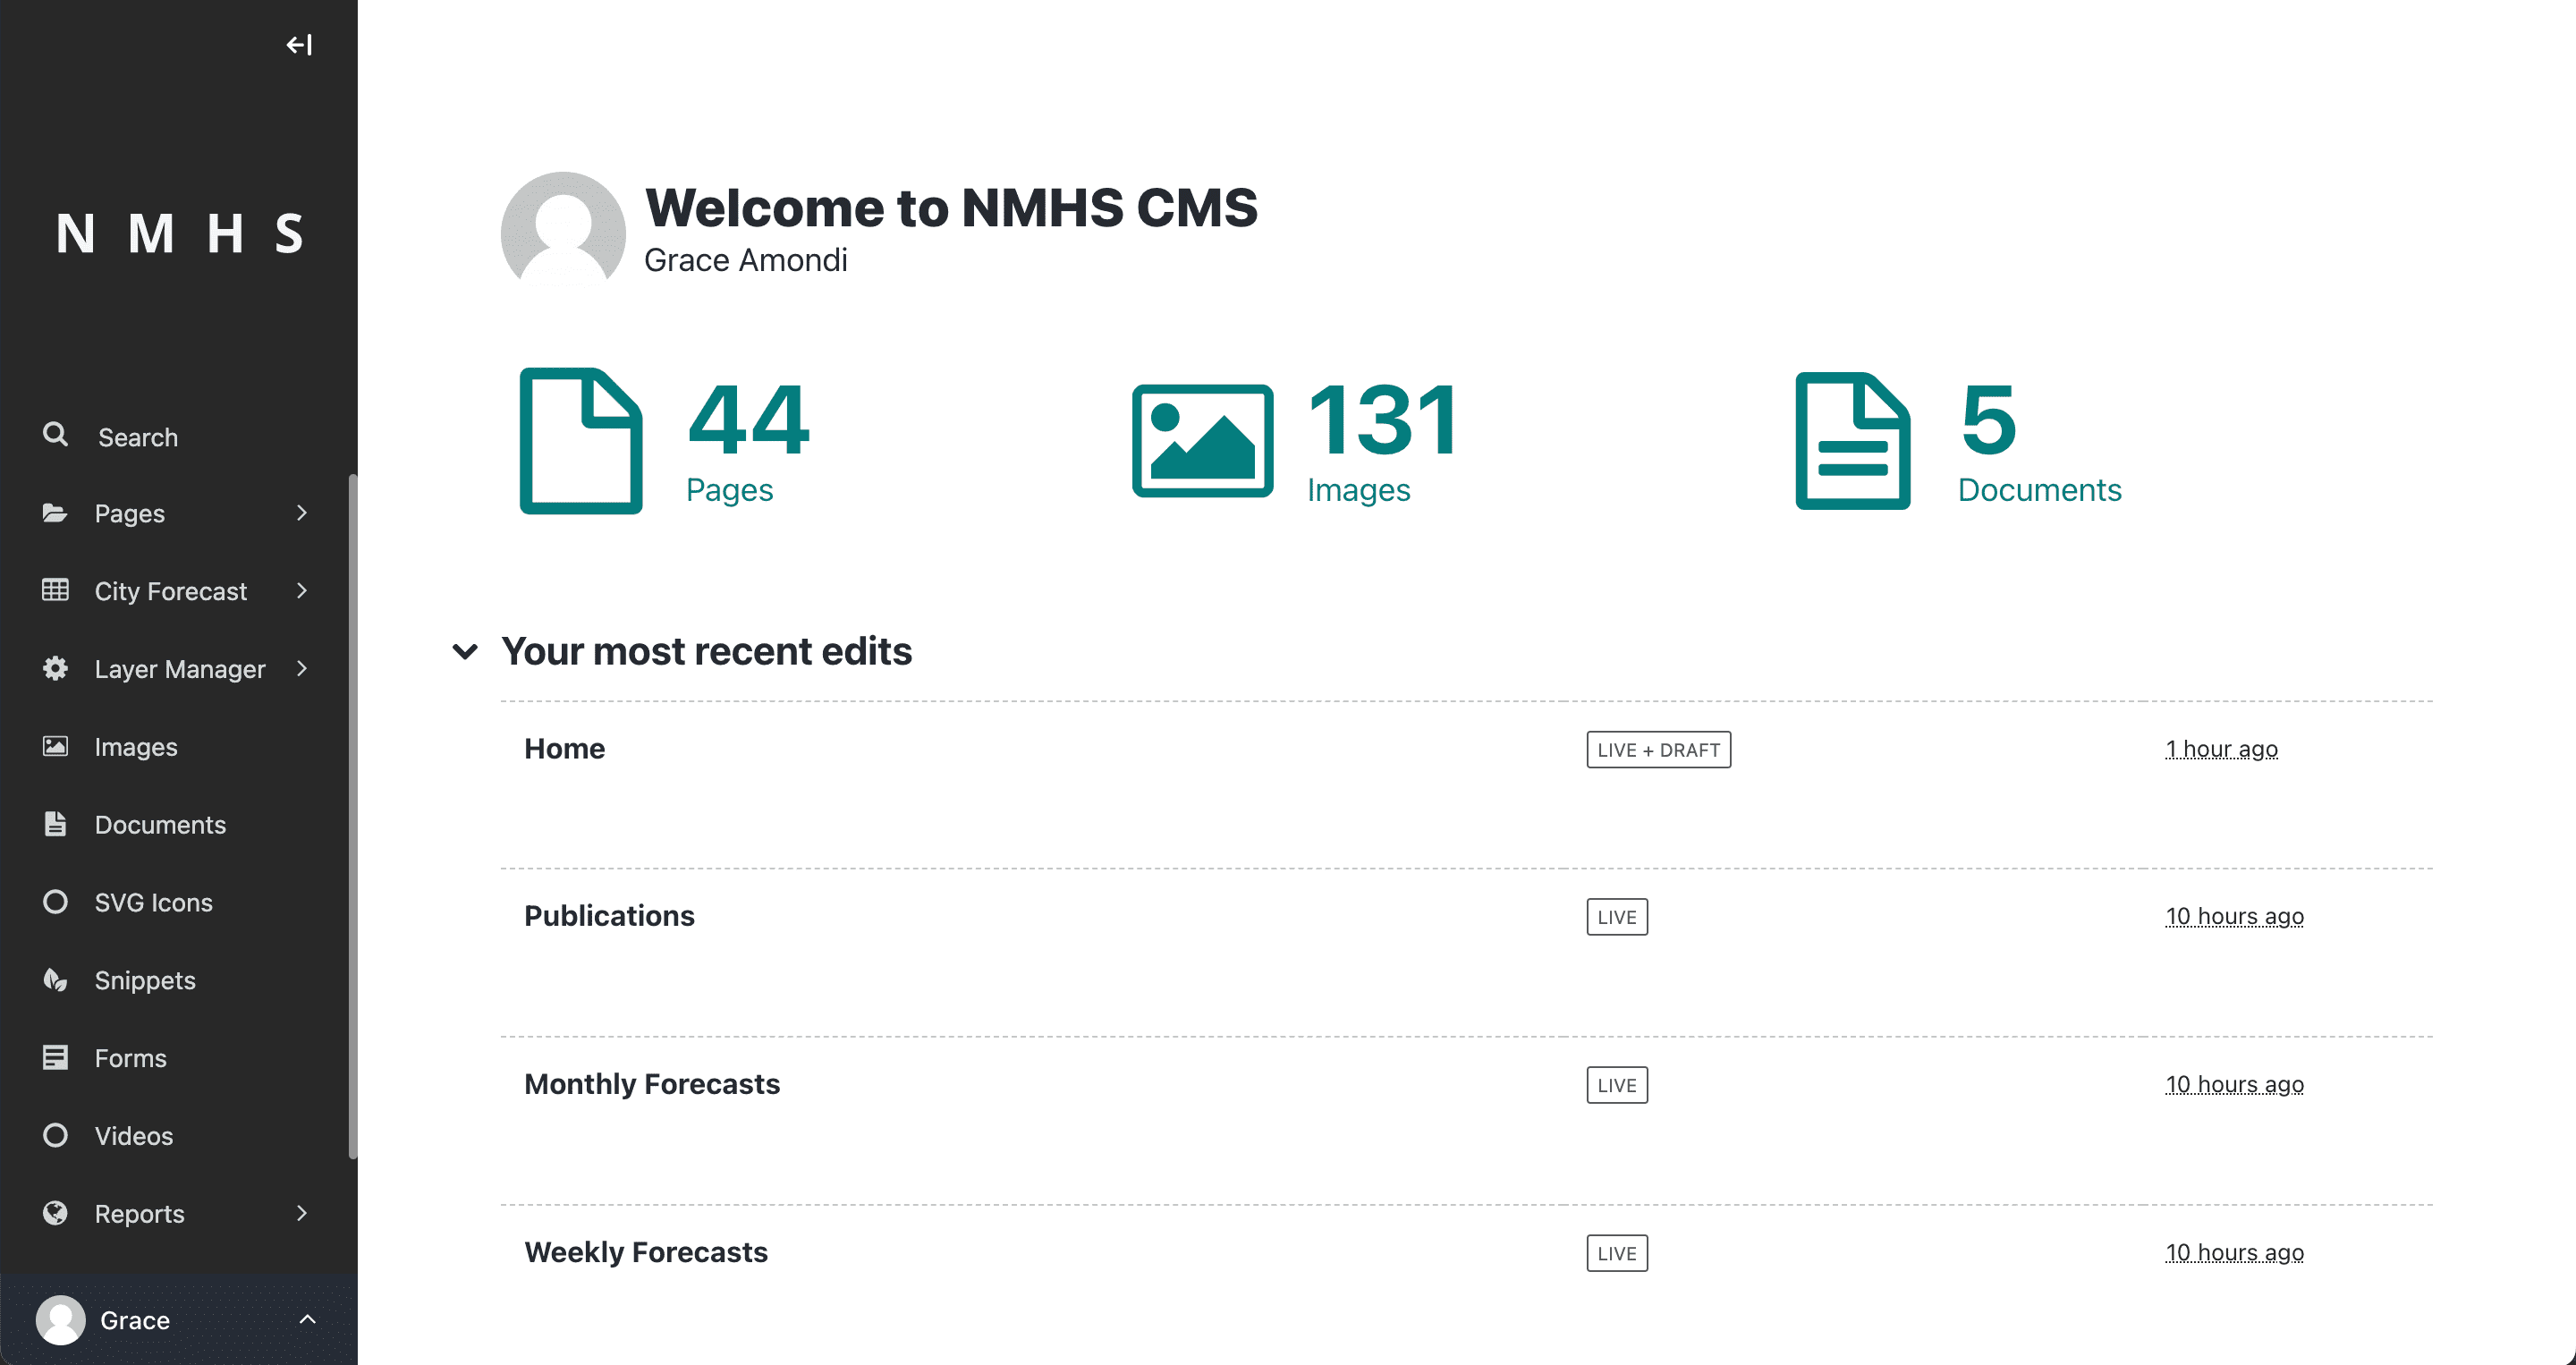 N M H S
Search
Pages
City Forecast
Layer Manager
Images
Documents
SVG Icons
Snippets
Forms
Videos
Reports
Grace
Welcome to NMHS CMS
Grace Amondi
44
Pages
131
Images
5
Documents
Your most recent edits
Home LIVE + DRAFT 1 hour ago
Publications LIVE 10 hours ago
Monthly Forecasts LIVE 10 hours ago
Weekly Forecasts LIVE 10 hours ago